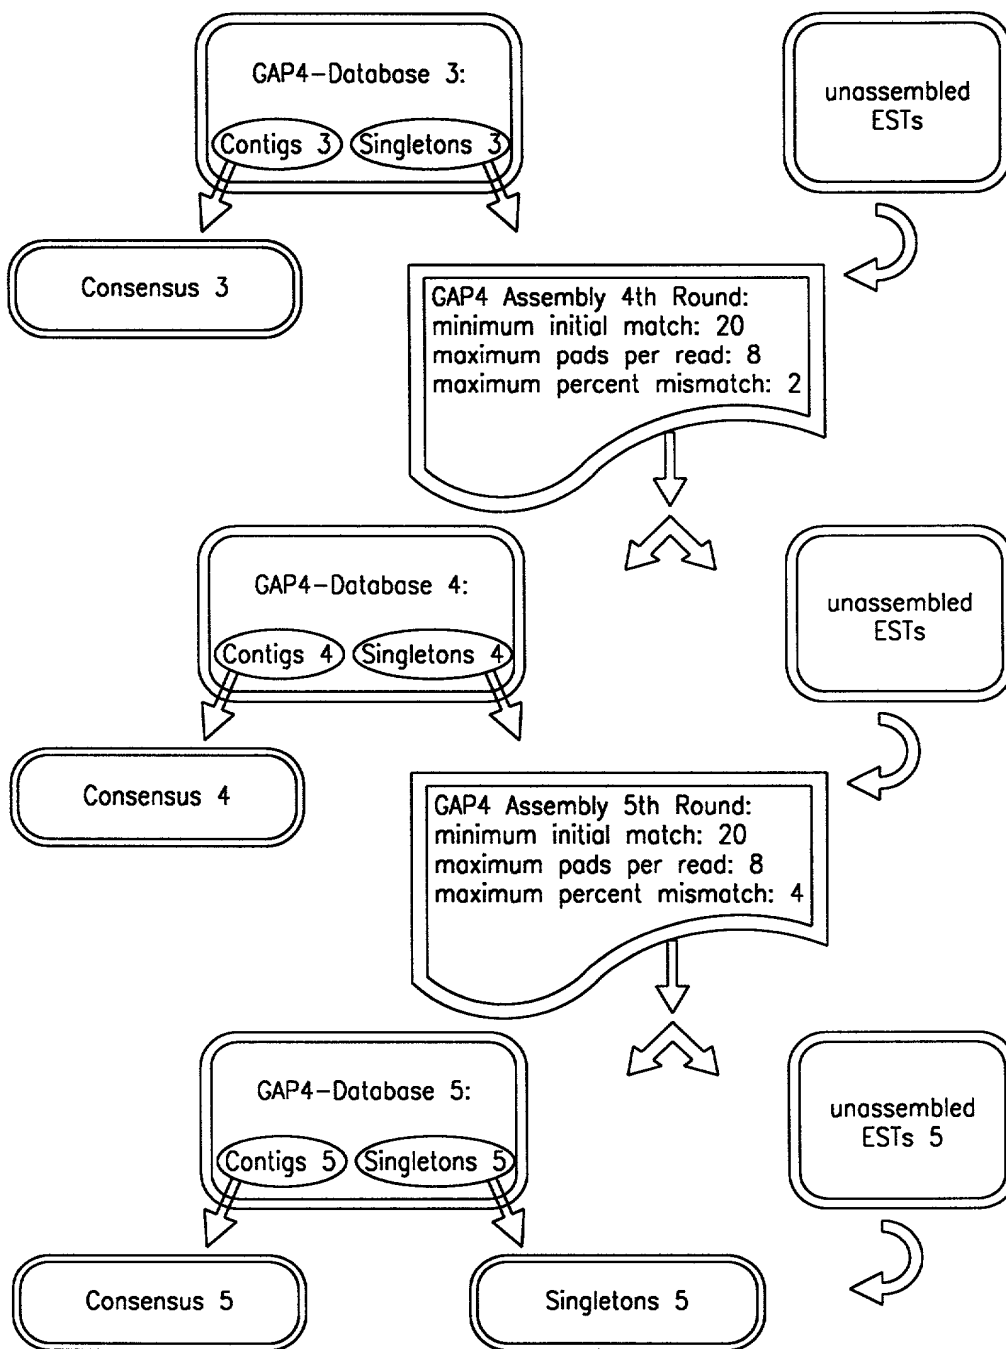 GAP4-Database 3:
Contigs 3
Singletons 3
unassembled
ESTs
Consensus 3
GAP4 Assembly 4th Round:
minimum initial match: 20
maximum pads per read: 8
maximum percent mismatch: 2
GAP4-Database 4:
Contigs 4
Singletons 4
unassembled
ESTs
Consensus 4
GAP4 Assembly 5th Round:
minimum initial match: 20
maximum pads per read: 8
maximum percent mismatch: 4
GAP4-Database 5:
Contigs 5
Singletons 5
unassembled
ESTs 5
Consensus 5
Singletons 5